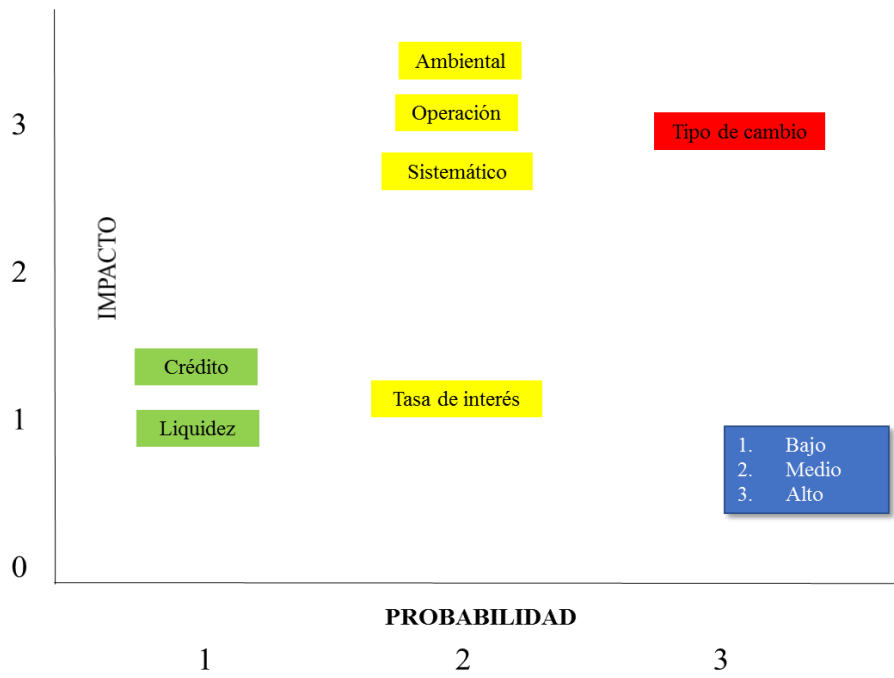 Ambiental
Operación
3
Tipo de cambio
Sistemático
IMPACTO
2
Crédito
Tasa de interés
1
Liquidez
1. Bajo
2. Medio
3. Alto
0
PROBABILIDAD
1 2 3